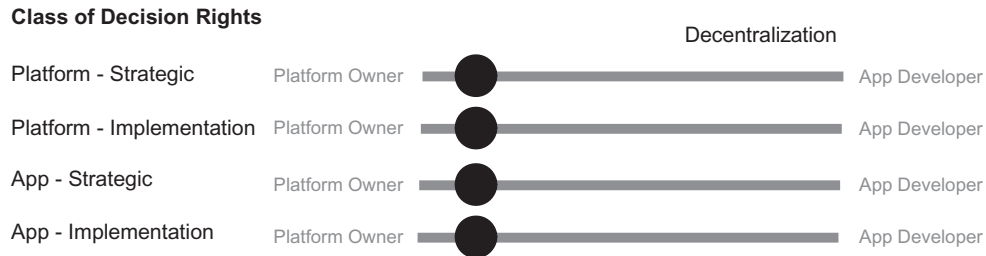 Class of Decision Rights
Decentralization
Platform - Strategic Platform Owner App Developer
Platform - Implementation Platform Owner App Developer
App - Strategic Platform Owner App Developer
App - Implementation Platform Owner App Developer